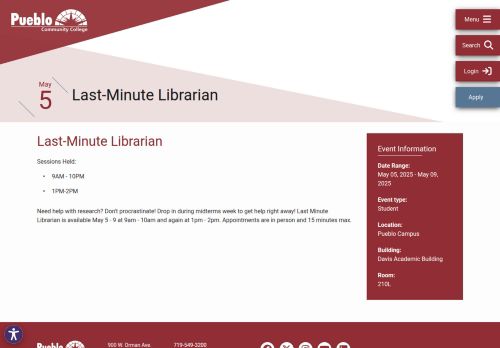 Pueblo
Community College
Menu
Search
Login
Apply
May
5
Last-Minute Librarian
Last-Minute Librarian
Sessions Held:
• 9AM - 10PM
• 1PM-2PM
Need help with research? Don't procrastinate! Drop in during midterms week to get help right away! Last Minute
Librarian is available May 5 - 9 at 9am - 10am and again at 1pm - 2pm. Appointments are in person and 15 minutes max.
Event Information
Date Range:
May 05, 2025 - May 09,
2025
Event type:
Student
Location:
Pueblo Campus
Building:
Davis Academic Building
Room:
210L
Pueblo
900 W. Orman Ave
719-549-3200